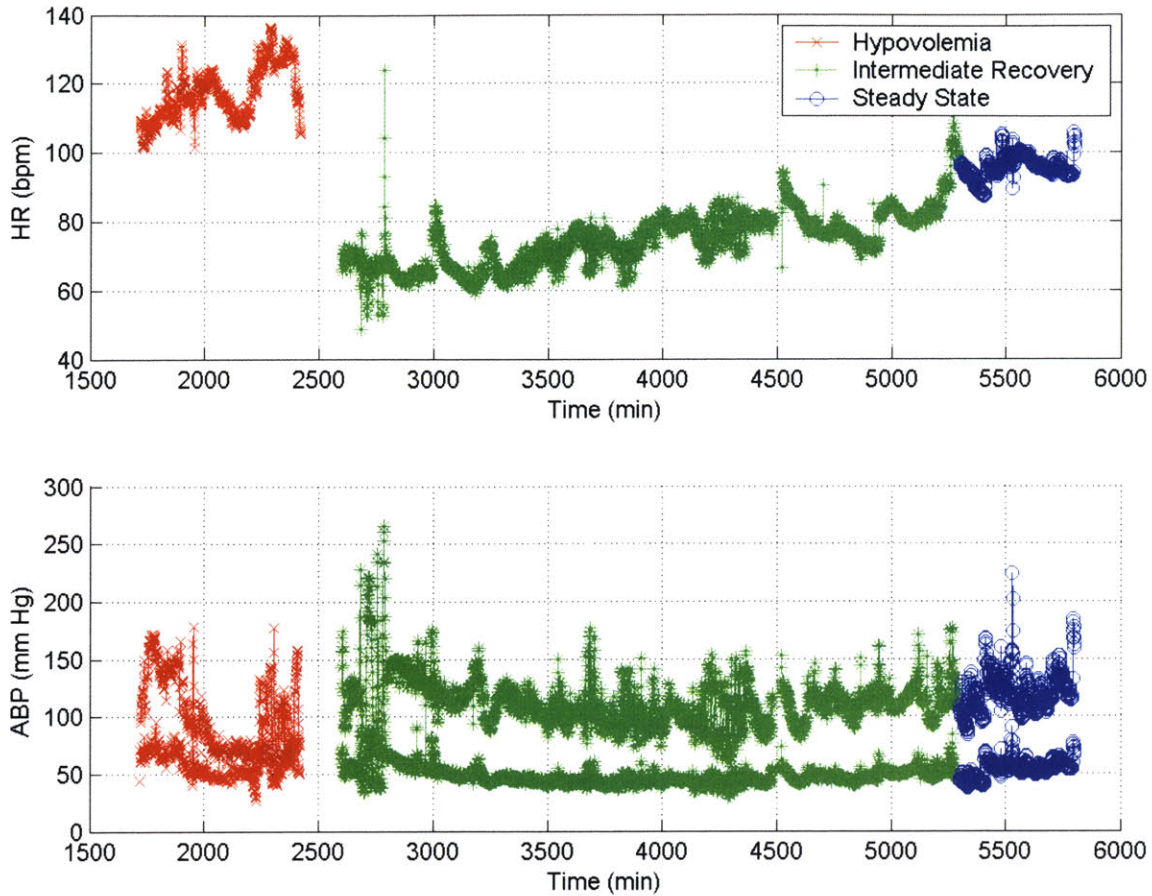 140
120
100
80
60
40
HR (bpm)
Hypovolemia
Intermediate Recovery
Steady State
1500 2000 2500 3000 3500 4000 4500 5000 5500 6000
Time (min)
300
250
200
150
100
50
0
ABP (mm Hg)
1500 2000 2500 3000 3500 4000 4500 5000 5500 6000
Time (min)